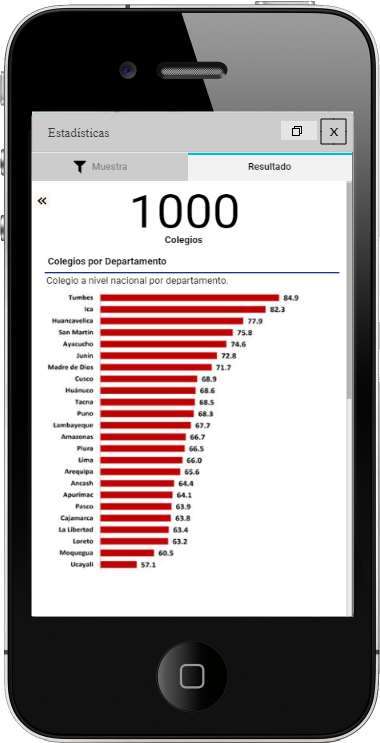 Estadísticas X
Muestra Resultado
«
1000
Colegios
Colegios por Departamento
Colegio a nivel nacional por departamento.
Tumbes 84.9
Ica 82.3
Huancavelica 77.9
San Martín 75.8
Ayacucho 74.6
Junín 72.8
Madre de Dios 71.7
Cusco 68.9
Huánuco 68.6
Tacna 68.5
Puno 68.3
Lambayeque 67.7
Amazonas 66.7
Piura 66.5
Lima 66.0
Arequipa 65.6
Ancash 64.4
Apurímac 64.1
Pasco 63.9
Cajamarca 63.8
La Libertad 63.4
Loreto 63.2
Moquegua 60.5
Ucayali 57.1